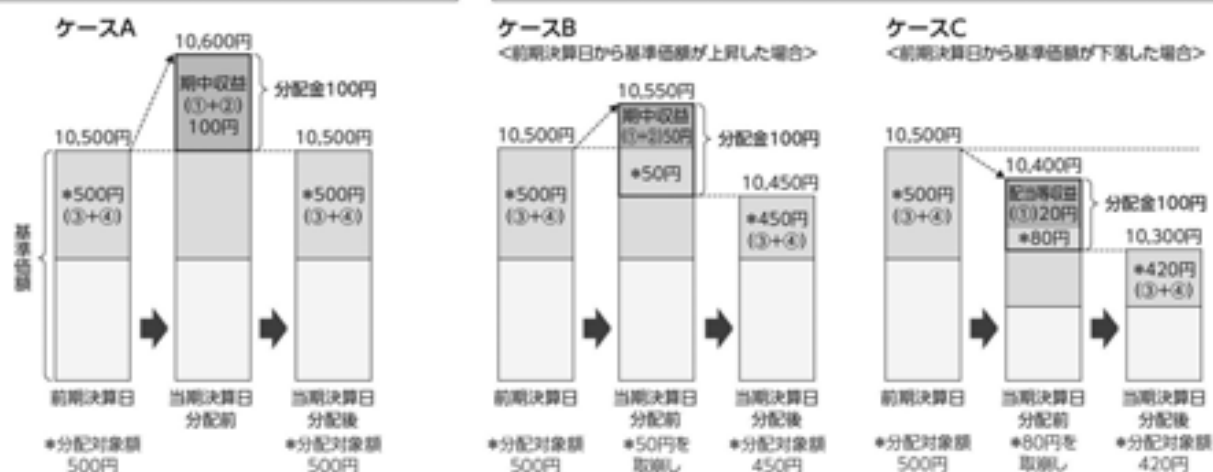 ケースA
10,600円
期中収益
(①+②)
100円
分配金100円
10,500円
10,500円
*500円
(③+④)
*500円
(③+④)
基準価額
前期決算日
当期決算日
分配前
当期決算日
分配後
*分配対象額
500円
*分配対象額
500円
ケースB
<前期決算日から基準価額が上昇した場合>
10,550円
期中収益
(①+②)50円
分配金100円
10,500円
*50円
10,450円
*500円
(③+④)
*450円
(③+④)
前期決算日
当期決算日
分配前
当期決算日
分配後
*分配対象額
500円
*50円を
取崩し
*分配対象額
450円
ケースC
<前期決算日から基準価額が下落した場合>
10,500円
10,400円
配当等収益
(①)20円
分配金100円
*500円
(③+④)
*80円
10,300円
*420円
(③+④)
前期決算日
当期決算日
分配前
当期決算日
分配後
*分配対象額
500円
*80円を
取崩し
*分配対象額
420円